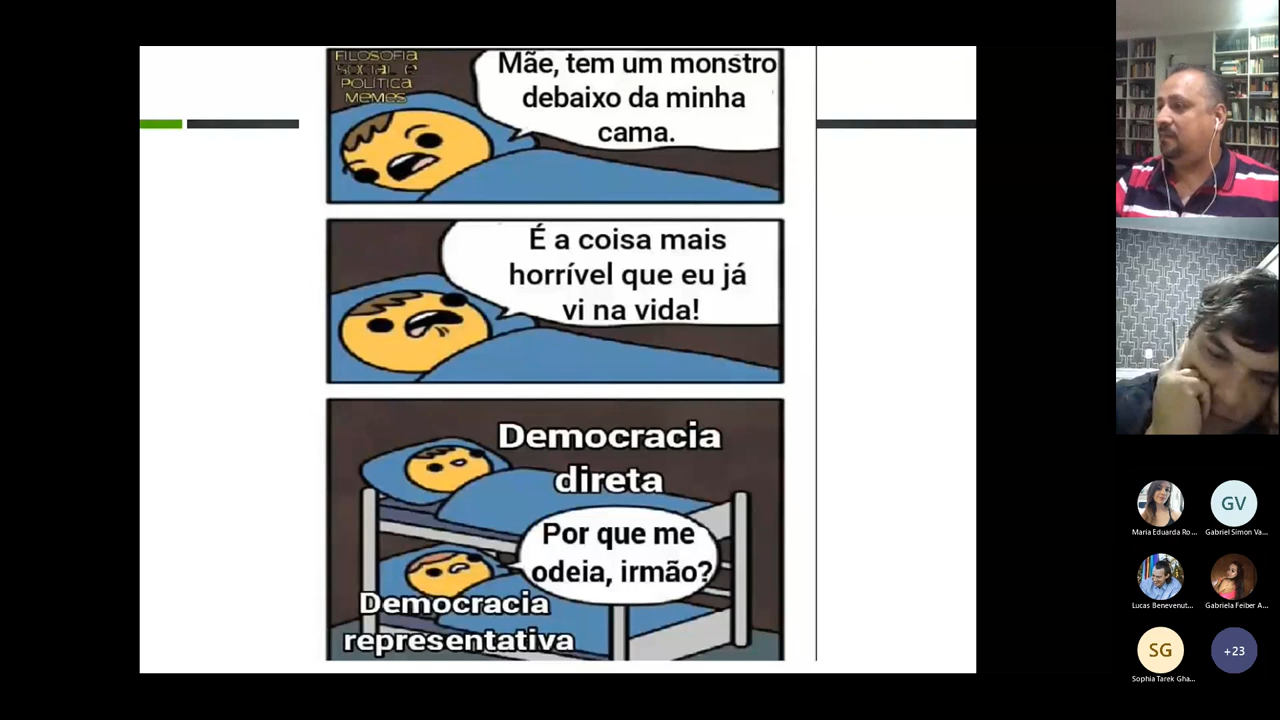 FILOSOFIA
SOCIAL e
POLÍTICA
MEMES
Mãe, tem um monstro
debaixo da minha
cama.
É a coisa mais
horrível que eu já
vi na vida!
Democracia
direta
Por que me
odeia, irmão?
Democracia
representativa
GV
Maria Eduarda Ro...
Gabriel Simon Va...
Lucas Benevenut...
Gabriela Feiber A...
SG
+23
Sophia Tarek Gha...